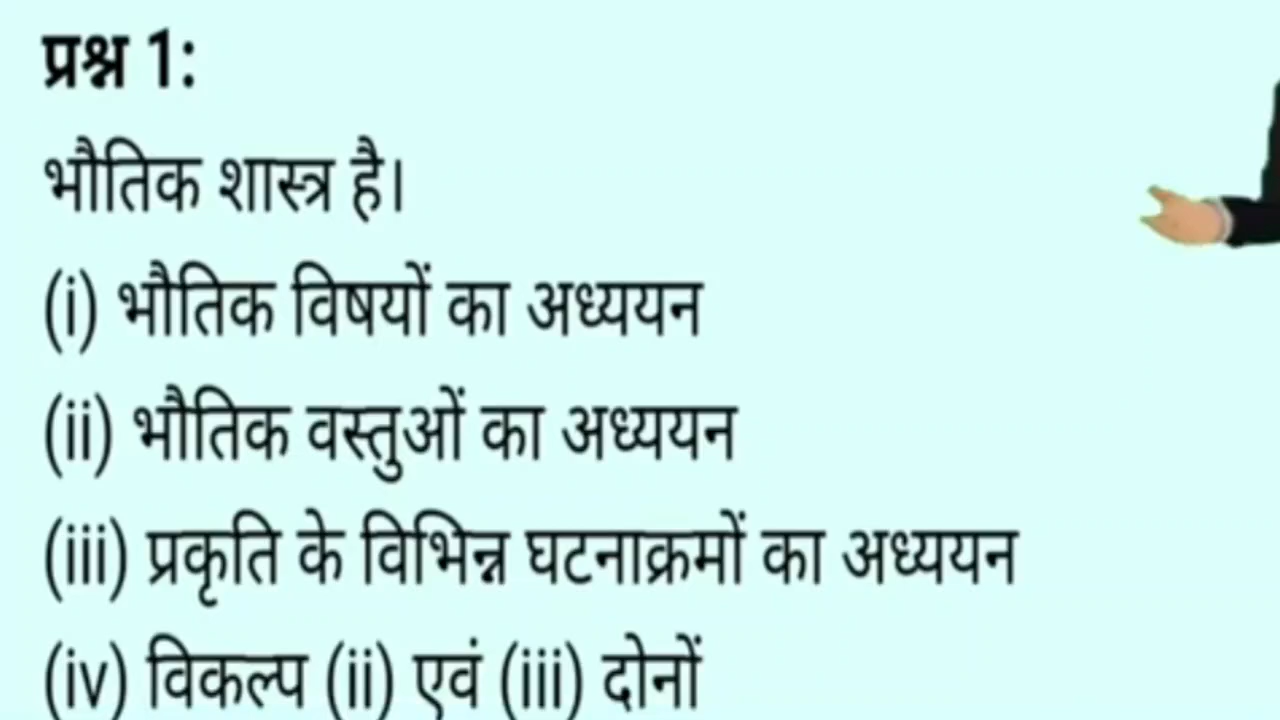 प्रश्न 1:
भौतिक शास्त्र है।
(i) भौतिक विषयों का अध्ययन
(ii) भौतिक वस्तुओं का अध्ययन
(iii) प्रकृति के विभिन्न घटनाक्रमों का अध्ययन
(iv) विकल्प (ii) एवं (iii) दोनों